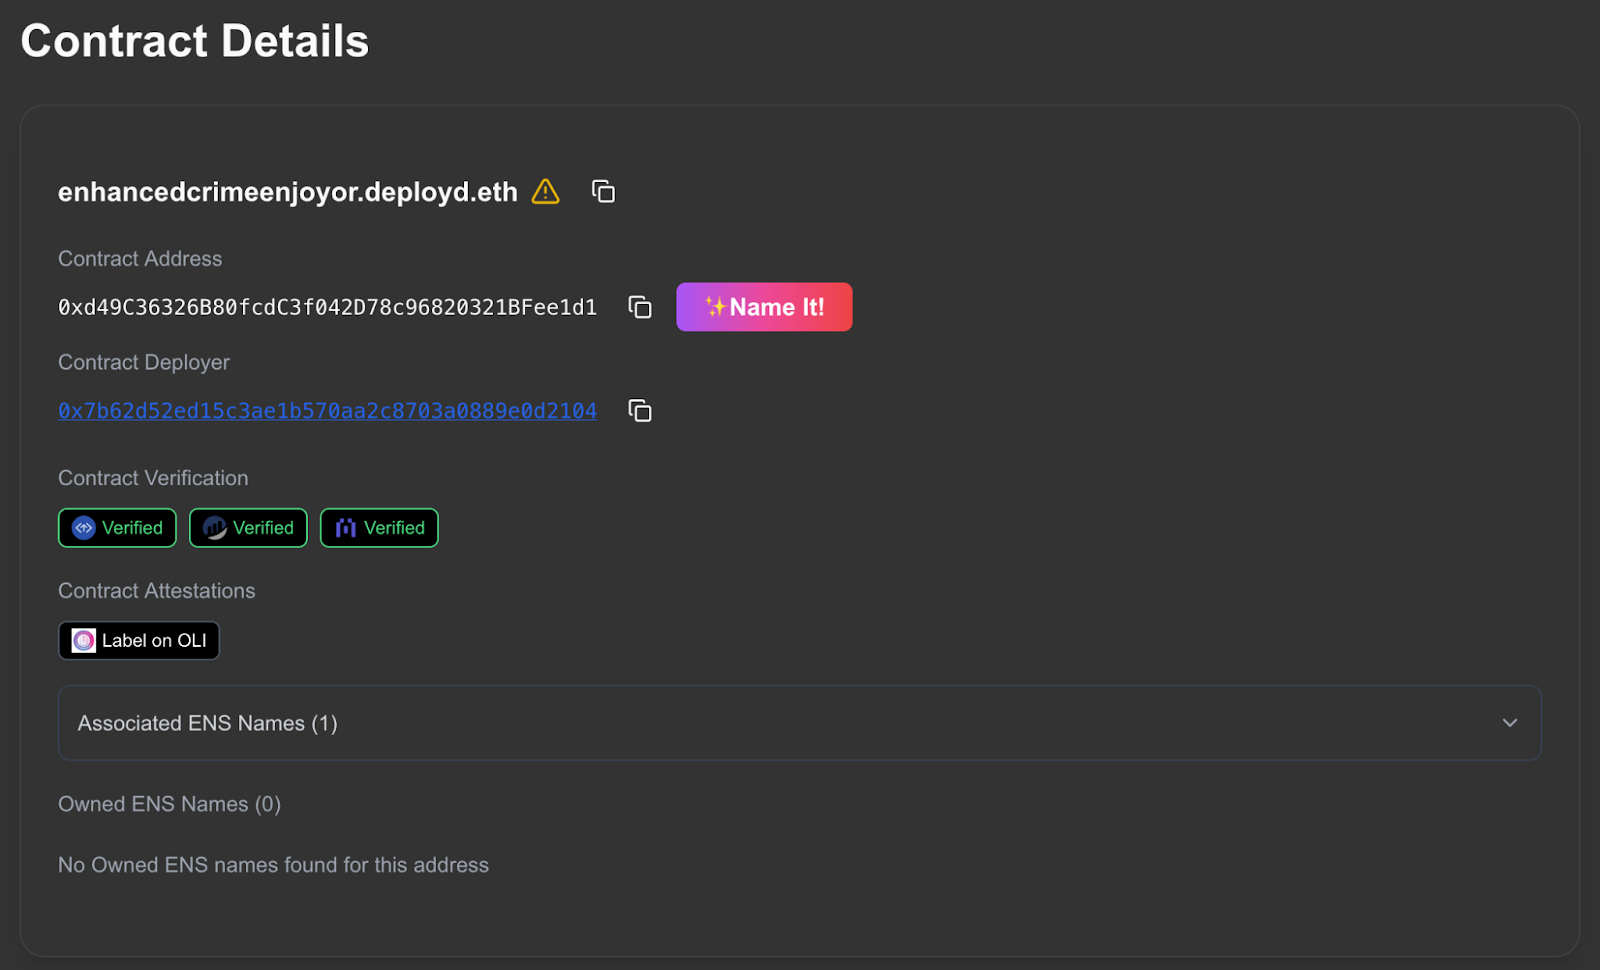 Contract Details
enhancedcrimeenjoyor.deployd.eth
Contract Address
0xd49C36326B80fcdC3f042D78c96820321BFee1d1
✨Name It!
Contract Deployer
0x7b62d52ed15c3ae1b570aa2c8703a0889e0d2104
Contract Verification
Verified Verified Verified
Contract Attestations
Label on OLI
Associated ENS Names (1)
Owned ENS Names (0)
No Owned ENS names found for this address